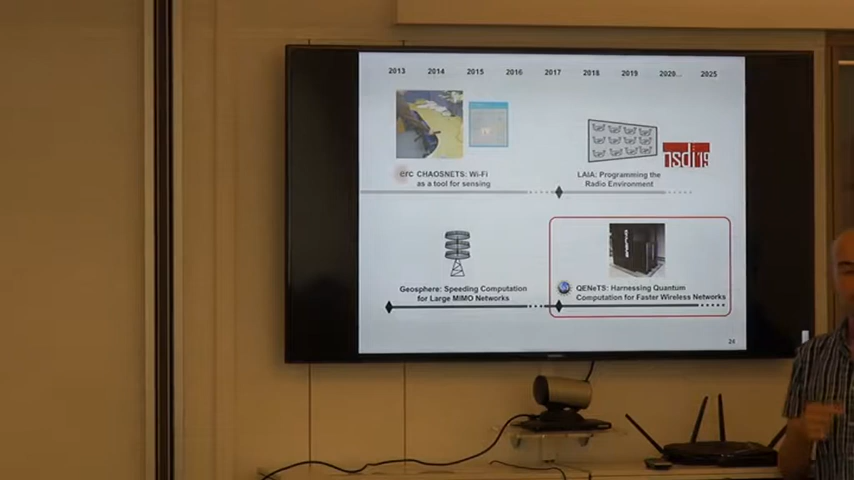 2013 2014 2015 2016 2017 2018 2019 2020... 2025
nsdi'19
erc CHAOSNETS: Wi-Fi
as a tool for sensing
LAIA: Programming the
Radio Environment
Geosphere: Speeding Computation
for Large MIMO Networks
QENeTS: Harnessing Quantum
Computation for Faster Wireless Networks
24